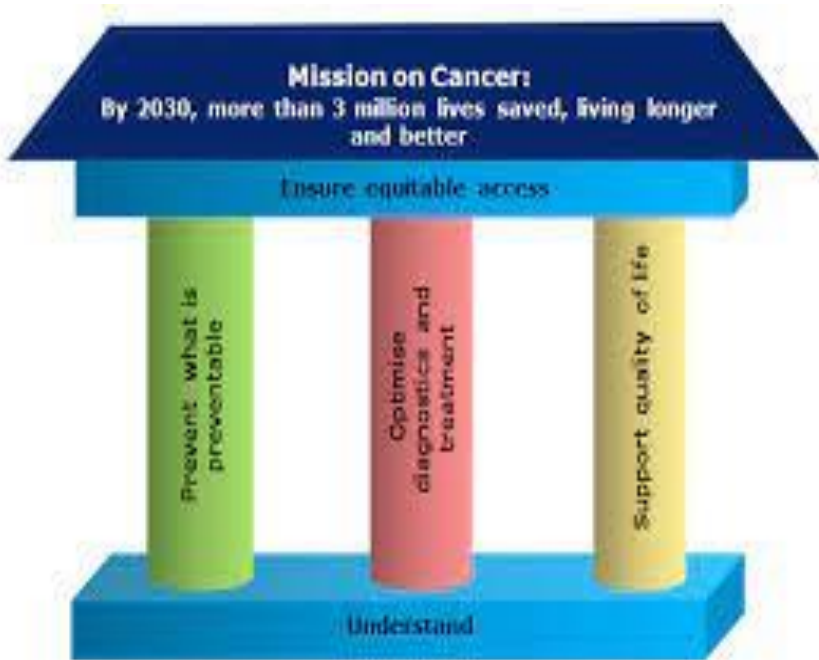 Mission on Cancer:
By 2030, more than 3 million lives saved, living longer
and better
Ensure equitable access
Prevent what is
preventable
Optmise
diagnostics and
treatment
Support quality of life
Understand